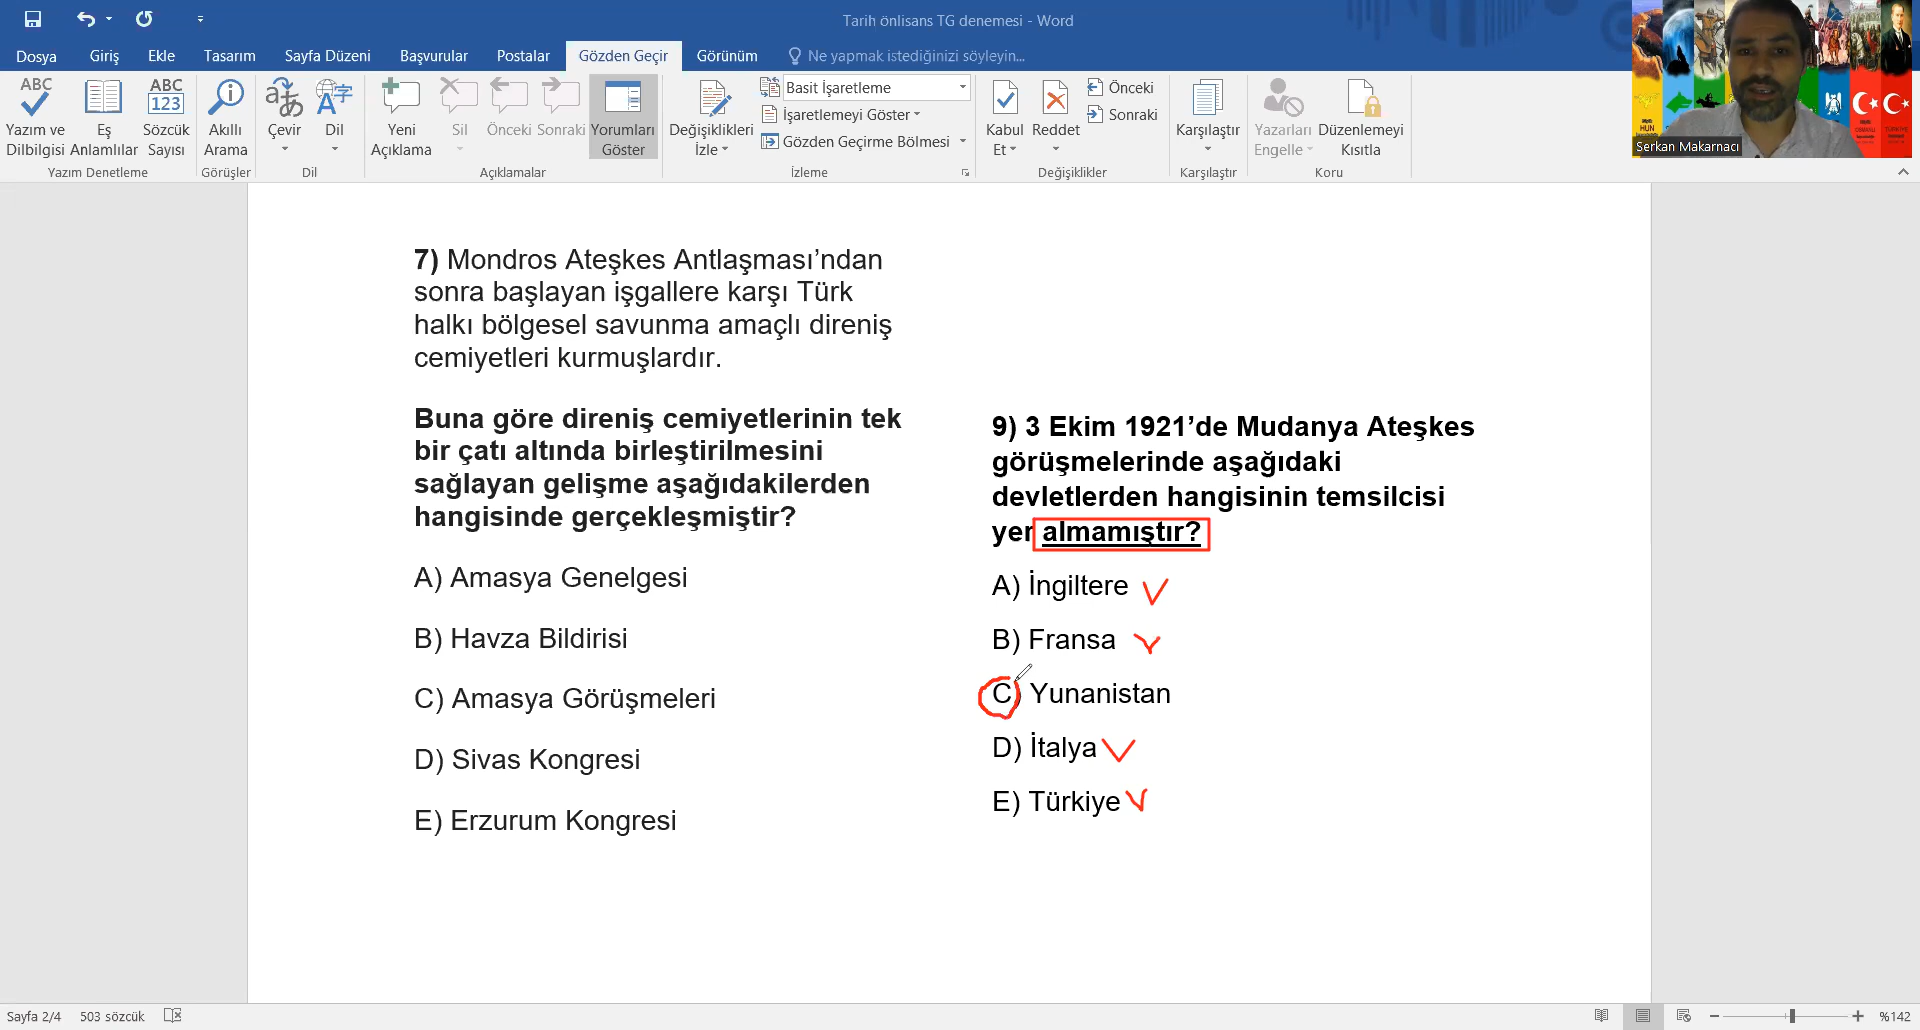 Tarih önlisans TG denemesi - Word
Dosya Giriş Ekle Tasarım Sayfa Düzeni Başvurular Postalar Gözden Geçir Görünüm Ne yapmak istediğinizi söyleyin...
ABC
Yazım ve
Dilbilgisi
Eş
Anlamlılar
ABC
123
Sözcük
Sayısı
Yazım Denetleme
Akıllı
Arama
Görüşler
Çevir
Dil
Dil
Yeni
Açıklama
Sil
Önceki
Sonraki
Yorumları
Göster
Açıklamalar
Değişiklikleri
İzle
Basit İşaretleme
İşaretlemeyi Göster
Gözden Geçirme Bölmesi
İzleme
Kabul
Et
Reddet
Önceki
Sonraki
Değişiklikler
Karşılaştır
Karşılaştır
Yazarları
Engelle
Düzenlemeyi
Kısıtla
Koru
HUN
Serkan Makarnacı
7) Mondros Ateşkes Antlaşması’ndan
sonra başlayan işgallere karşı Türk
halkı bölgesel savunma amaçlı direniş
cemiyetleri kurmuşlardır.
Buna göre direniş cemiyetlerinin tek
bir çatı altında birleştirilmesini
sağlayan gelişme aşağıdakilerden
hangisinde gerçekleşmiştir?
A) Amasya Genelgesi
B) Havza Bildirisi
C) Amasya Görüşmeleri
D) Sivas Kongresi
E) Erzurum Kongresi
9) 3 Ekim 1921’de Mudanya Ateşkes
görüşmelerinde aşağıdaki
devletlerden hangisinin temsilcisi
yer almamıştır?
A) İngiltere
B) Fransa
C) Yunanistan
D) İtalya
E) Türkiye
Sayfa 2/4 503 sözcük
%142